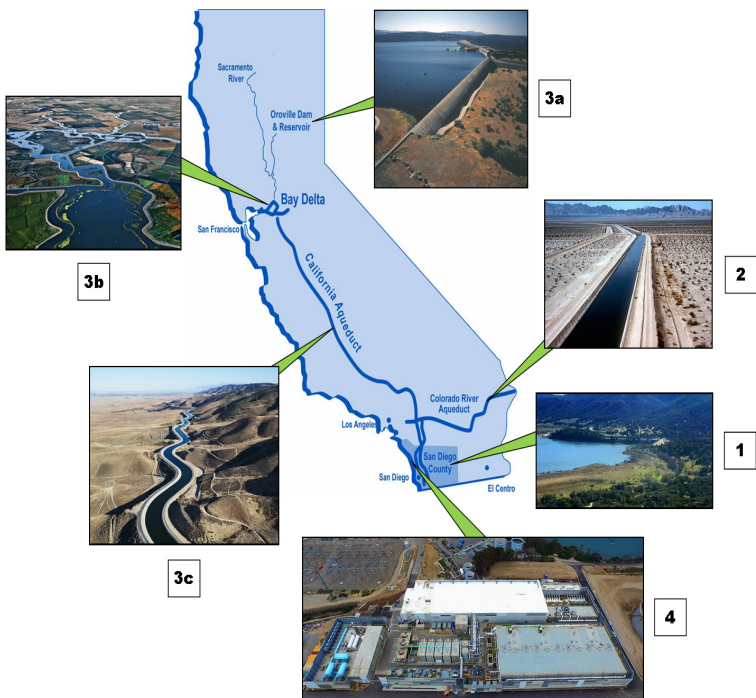 Sacramento
River
Oroville Dam
& Reservoir
3a
Bay Delta
San Francisco
3b
California Aqueduct
2
Colorado River
Aqueduct
Los Angeles
1
San Diego
County
San Diego
El Centro
3c
4